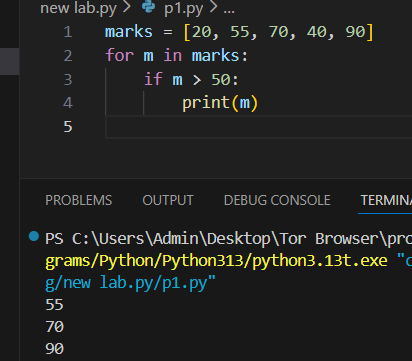 new lab.py > p1.py > ...
1 marks = [20, 55, 70, 40, 90]
2 for m in marks:
3 if m > 50:
4 print(m)
5
PROBLEMS OUTPUT DEBUG CONSOLE TERMINA
PS C:\Users\Admin\Desktop\Tor Browser\pro
grams/Python/Python313/python3.13t.exe "c
g/new lab.py/p1.py"
55
70
90